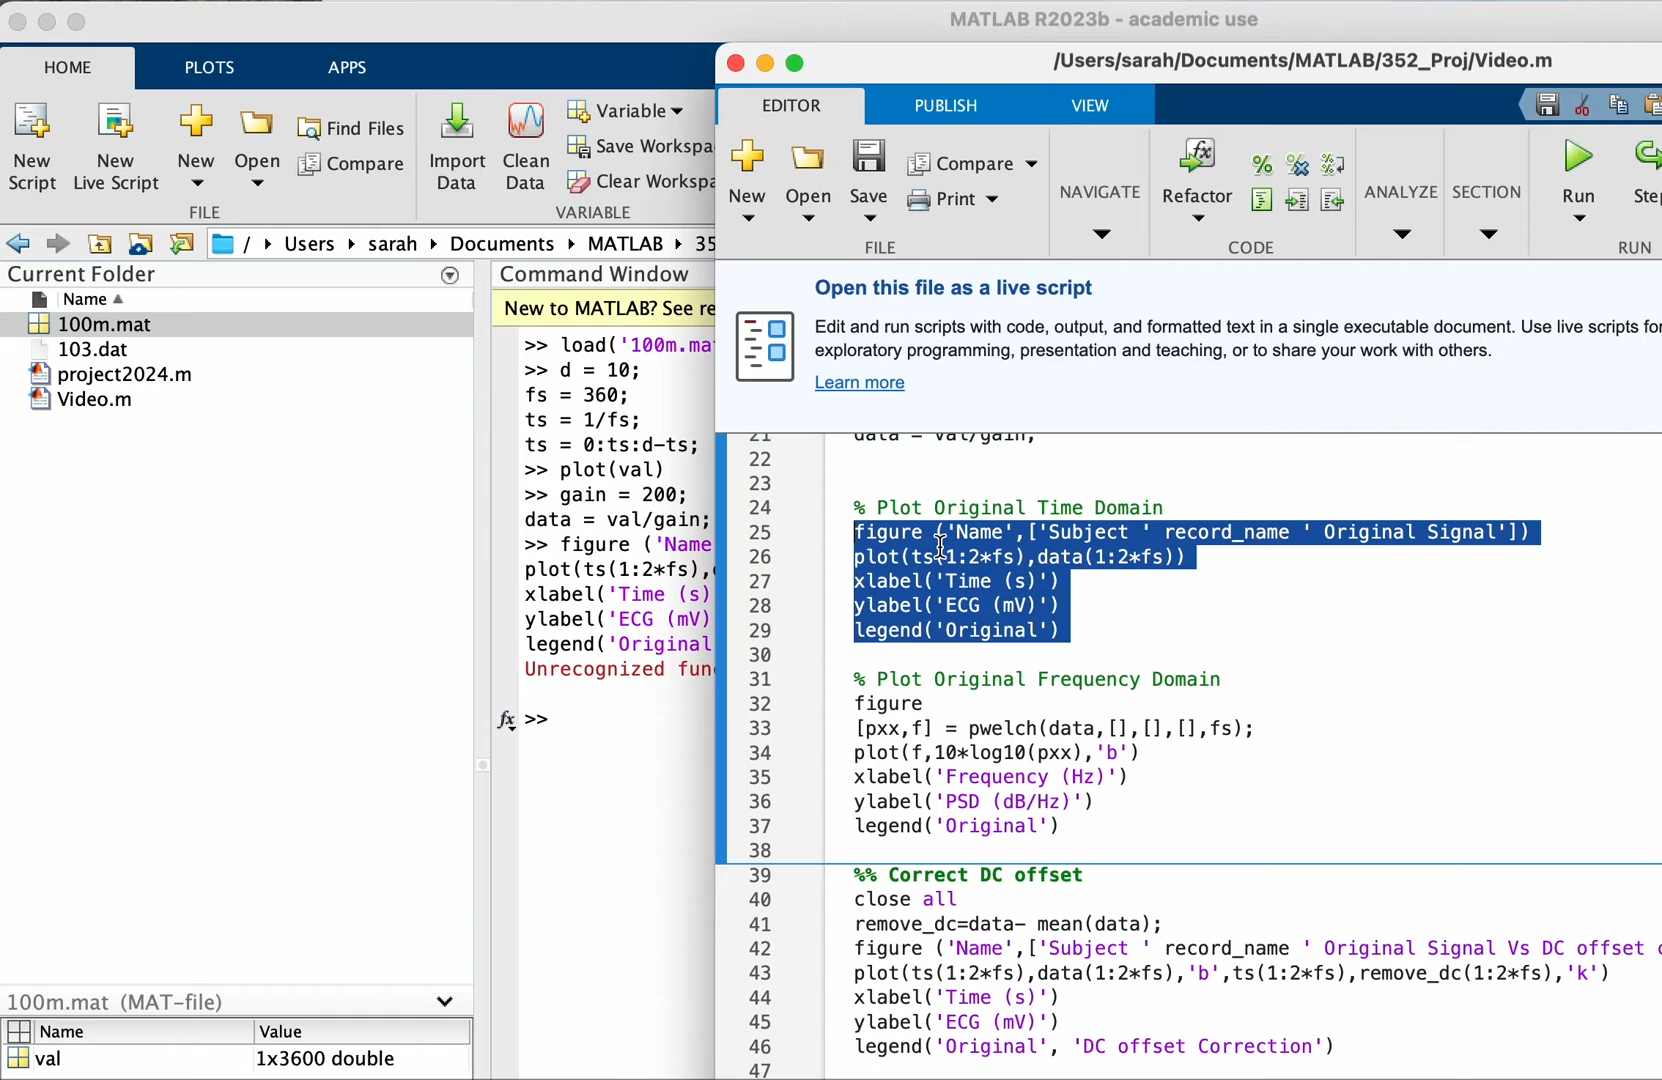 MATLAB R2023b - academic use
HOME
PLOTS
APPS
New
Script
New
Live Script
New
Open
Find Files
Compare
FILE
Import
Data
Clean
Data
Variable
Save Workspa
Clear Workspa
VARIABLE
/ Users sarah Documents MATLAB 35
Current Folder
Name
100m.mat
103.dat
project2024.m
Video.m
100m.mat (MAT-file)
Name Value
val 1x3600 double
Command Window
New to MATLAB? See re
>> load('100m.ma
>> d = 10;
fs = 360;
ts = 1/fs;
ts = 0:ts:d-ts;
>> plot(val)
>> gain = 200;
data = val/gain;
>> figure ('Name
plot(ts(1:2*fs),
xlabel('Time (s)
ylabel('ECG (mV)
legend('Original
Unrecognized fun
fx >>
/Users/sarah/Documents/MATLAB/352_Proj/Video.m
EDITOR
PUBLISH
VIEW
New
Open
Save
Compare
Print
FILE
NAVIGATE
Refactor
CODE
ANALYZE
SECTION
Run
Step
RUN
Open this file as a live script
Edit and run scripts with code, output, and formatted text in a single executable document. Use live scripts for
exploratory programming, presentation and teaching, or to share your work with others.
Learn more
21 data = val/gain;
22
23
24 % Plot Original Time Domain
25 figure ('Name',['Subject ' record_name ' Original Signal'])
26 plot(ts(1:2*fs),data(1:2*fs))
27 xlabel('Time (s)')
28 ylabel('ECG (mV)')
29 legend('Original')
30
31 % Plot Original Frequency Domain
32 figure
33 [pxx,f] = pwelch(data,[],[],[],fs);
34 plot(f,10*log10(pxx),'b')
35 xlabel('Frequency (Hz)')
36 ylabel('PSD (dB/Hz)')
37 legend('Original')
38
39 %% Correct DC offset
40 close all
41 remove_dc=data- mean(data);
42 figure ('Name',['Subject ' record_name ' Original Signal Vs DC offset c
43 plot(ts(1:2*fs),data(1:2*fs),'b',ts(1:2*fs),remove_dc(1:2*fs),'k')
44 xlabel('Time (s)')
45 ylabel('ECG (mV)')
46 legend('Original', 'DC offset Correction')
47